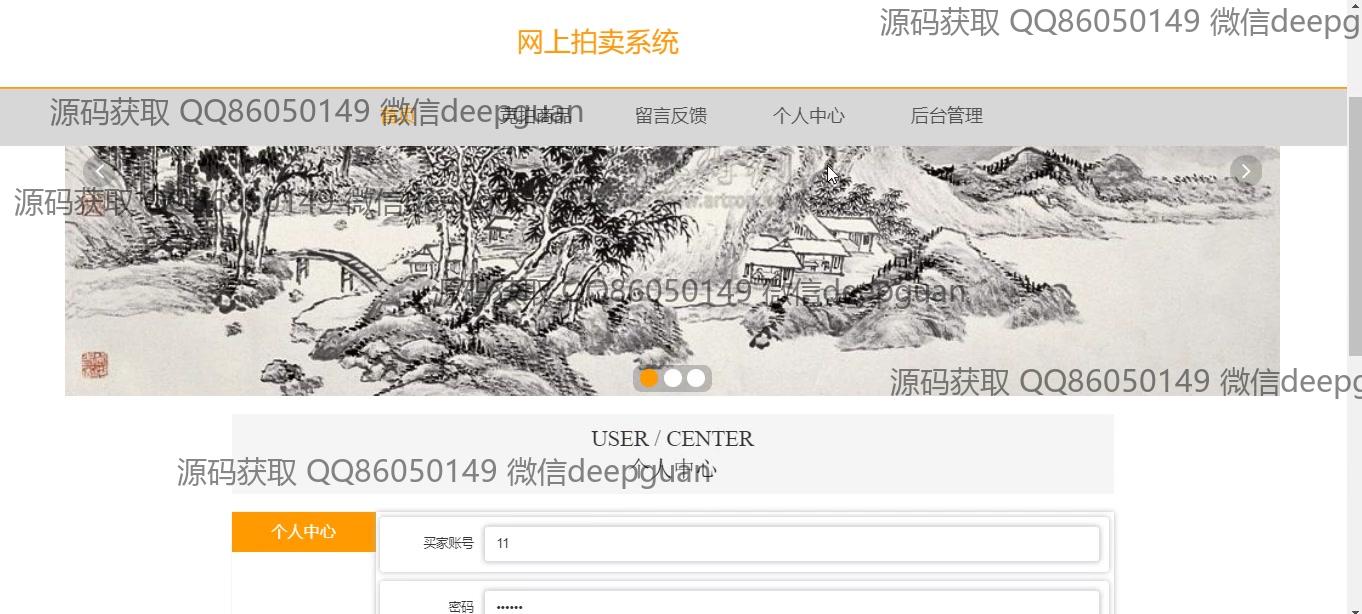 网上拍卖系统
源码获取 QQ86050149 微信deepg
源码获取 QQ86050149 微信deepguan
首页 竞拍商品 留言反馈 个人中心 后台管理
源码获取 QQ86050149 微信deepguan
源码获取 QQ86050149 微信deepguan
源码获取 QQ86050149 微信deepg
USER / CENTER
个人中心
源码获取 QQ86050149 微信deepguan
个人中心
买家账号 11
密码 ••••••